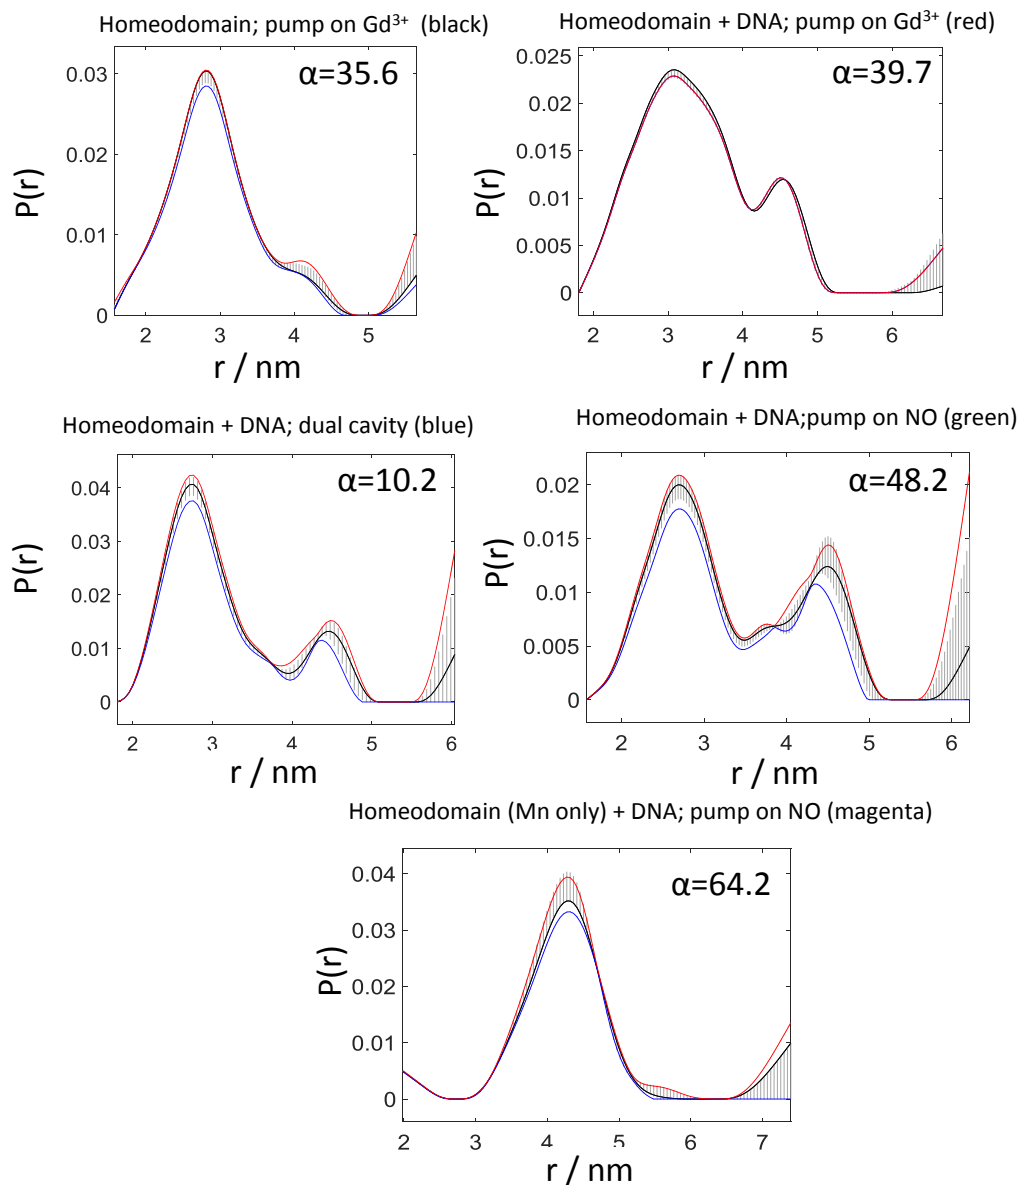 Homeodomain; pump on Gd³⁺ (black)
α=35.6
P(r)
0.03
0.02
0.01
0
2
3
4
5
r / nm
Homeodomain + DNA; pump on Gd³⁺ (red)
α=39.7
P(r)
0.025
0.02
0.015
0.01
0.005
0
2
3
4
5
6
r / nm
Homeodomain + DNA; dual cavity (blue)
α=10.2
P(r)
0.04
0.03
0.02
0.01
0
2
3
4
5
6
r / nm
Homeodomain + DNA;pump on NO (green)
α=48.2
P(r)
0.02
0.015
0.01
0.005
0
2
3
4
5
6
r / nm
Homeodomain (Mn only) + DNA; pump on NO (magenta)
α=64.2
P(r)
0.04
0.03
0.02
0.01
0
2
3
4
5
6
7
r / nm